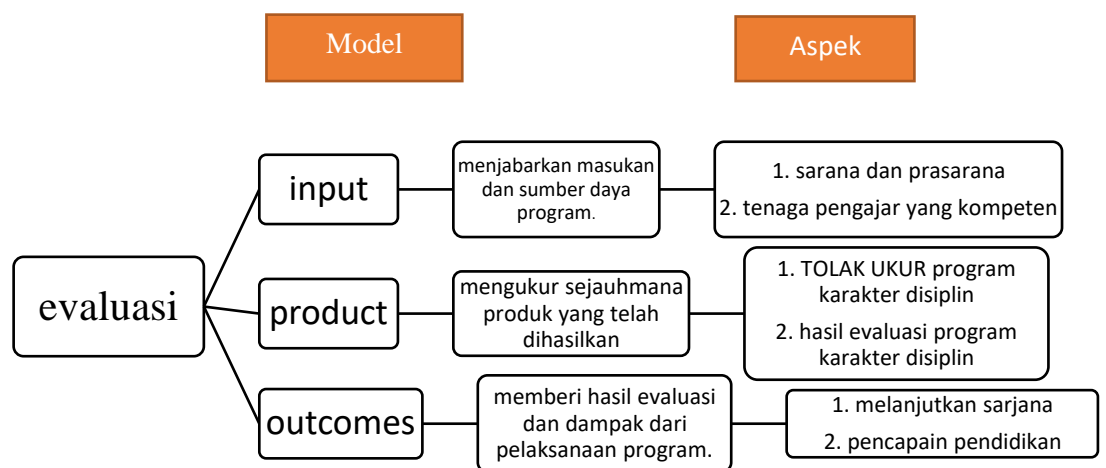 Model
Aspek
evaluasi
input
menjabarkan masukan
dan sumber daya
program.
1. sarana dan prasarana
2. tenaga pengajar yang kompeten
product
mengukur sejauhmana
produk yang telah
dihasilkan
1. TOLAK UKUR program
karakter disiplin
2. hasil evaluasi program
karakter disiplin
outcomes
memberi hasil evaluasi
dan dampak dari
pelaksanaan program.
1. melanjutkan sarjana
2. pencapain pendidikan